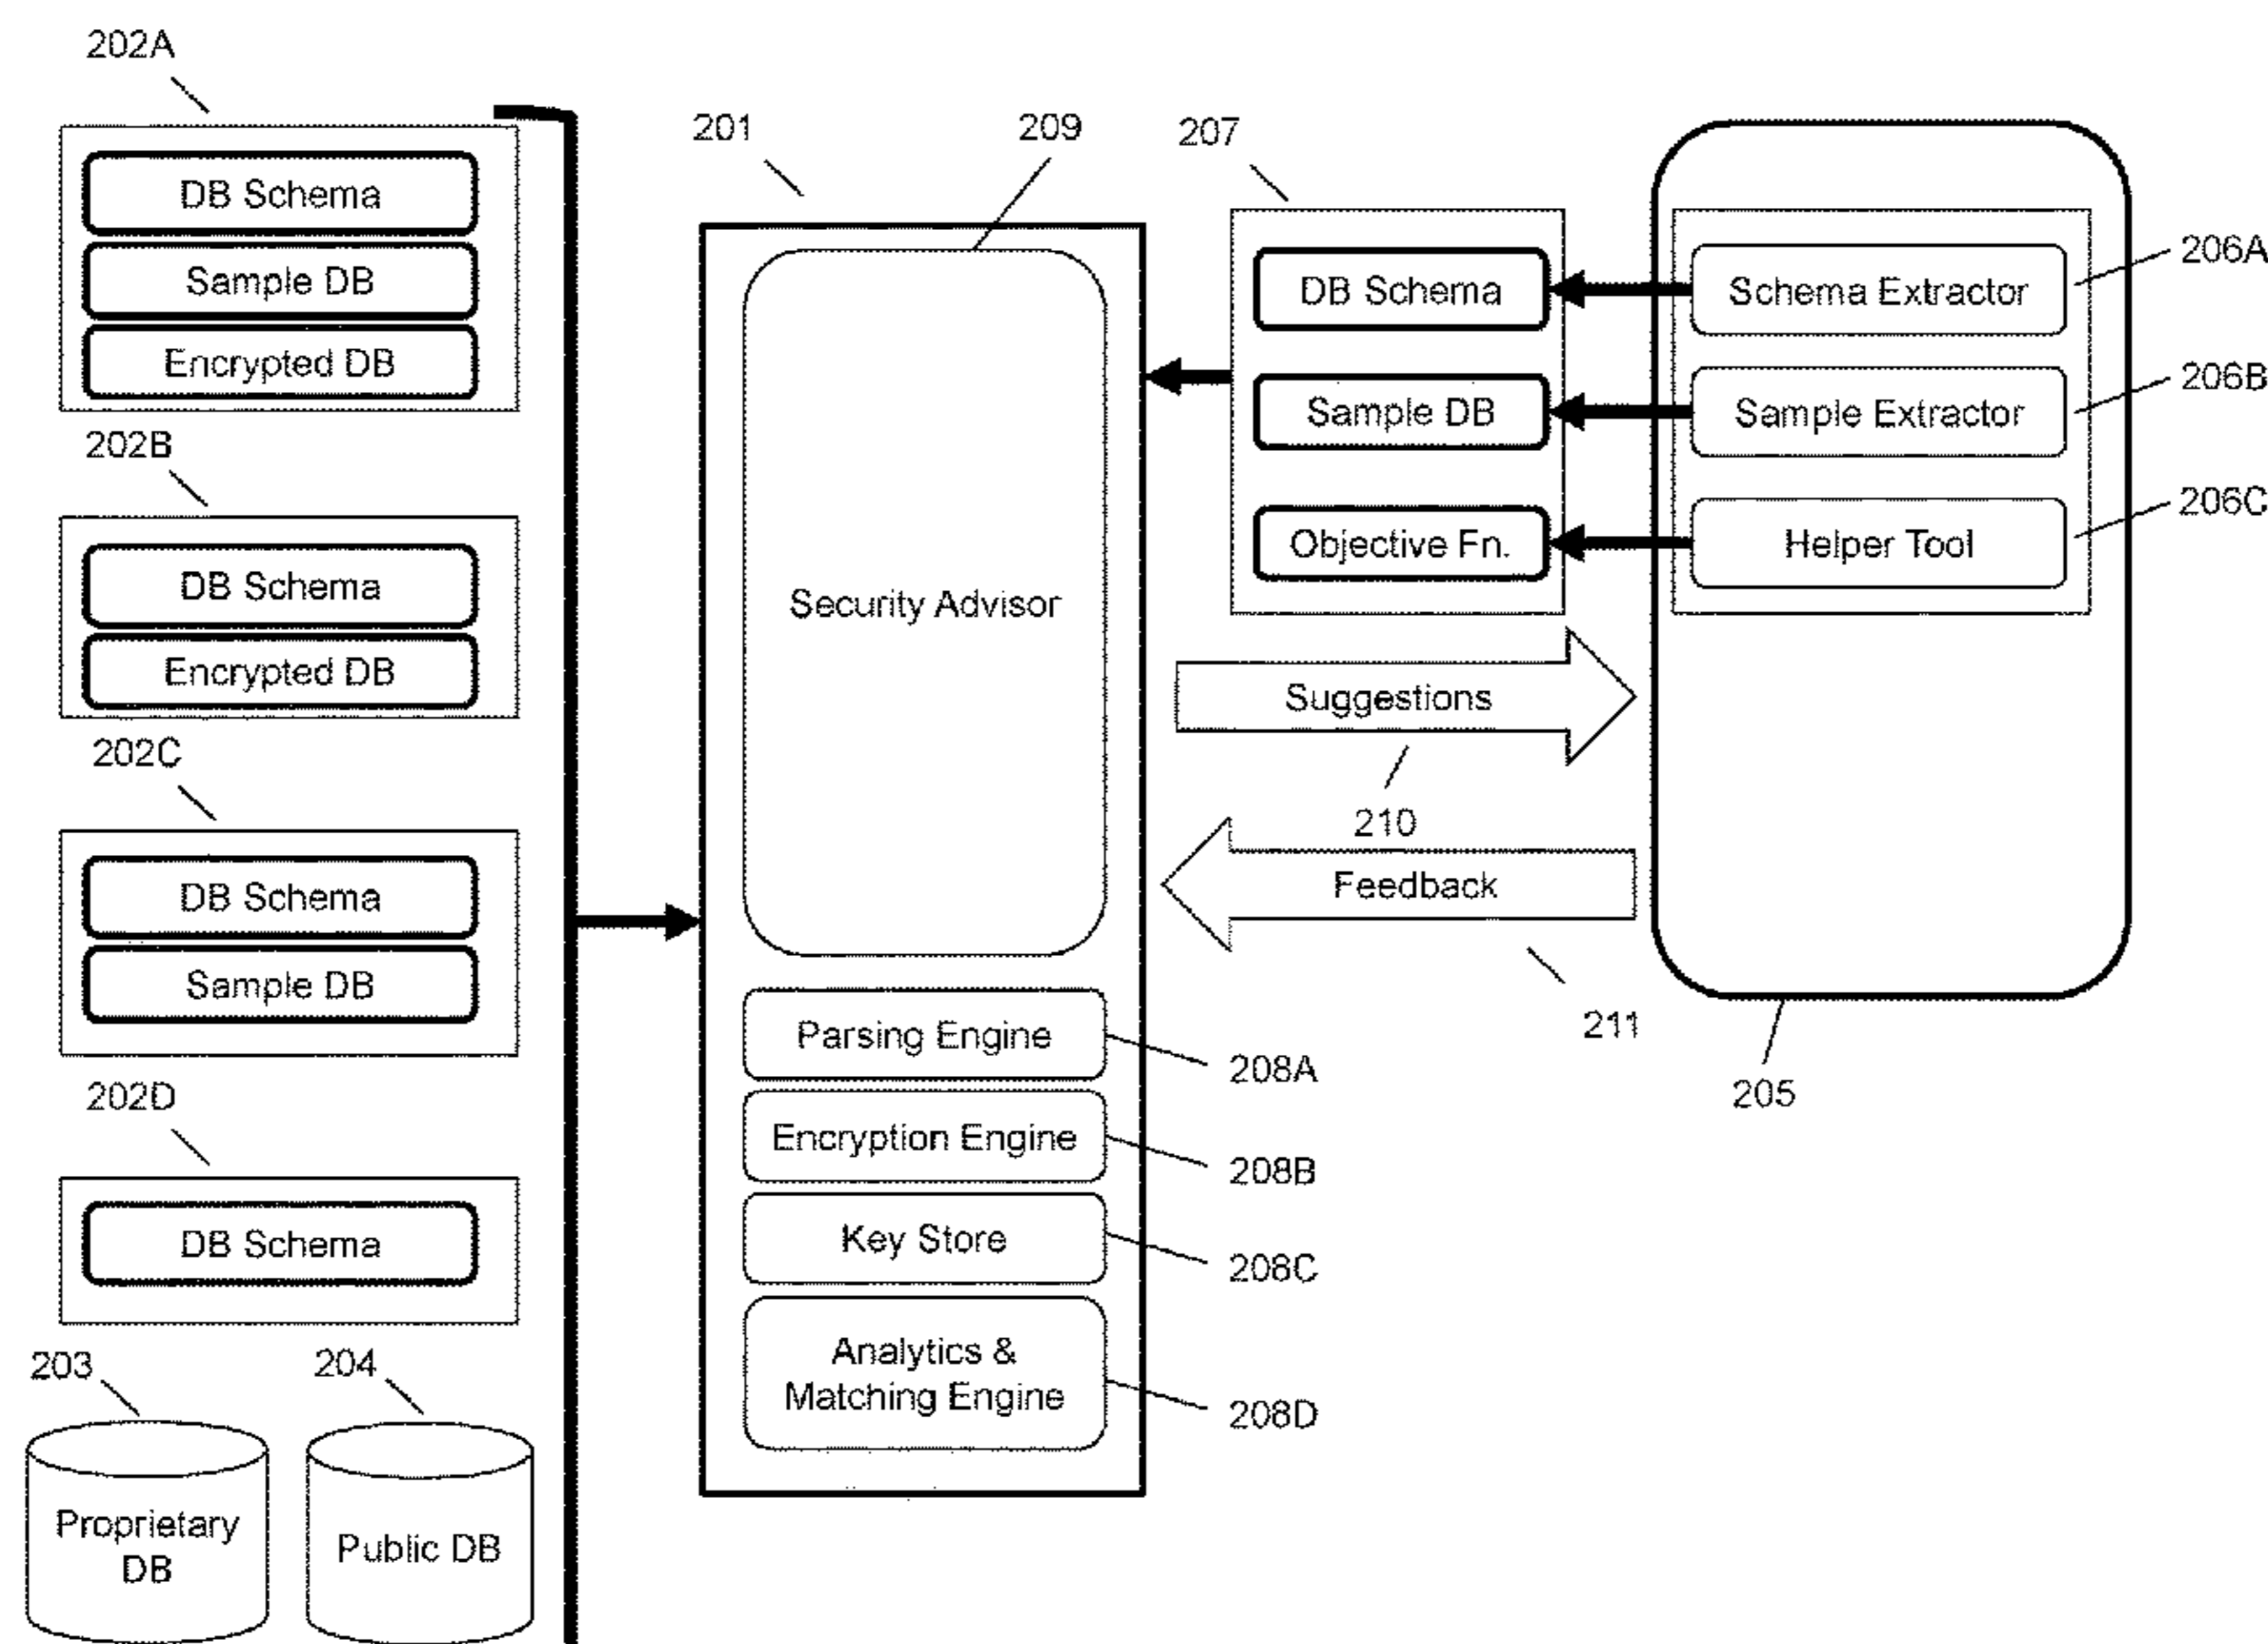 202A
DB Schema
Sample DB
Encrypted DB
202B
DB Schema
Encrypted DB
202C
DB Schema
Sample DB
202D
DB Schema
203
204
Proprietary
DB
Public DB
201
209
Security Advisor
Parsing Engine
208A
Encryption Engine
208B
Key Store
208C
Analytics &
Matching Engine
208D
207
DB Schema
Sample DB
Objective Fn.
Schema Extractor
206A
Sample Extractor
206B
Helper Tool
206C
Suggestions
210
Feedback
211
205